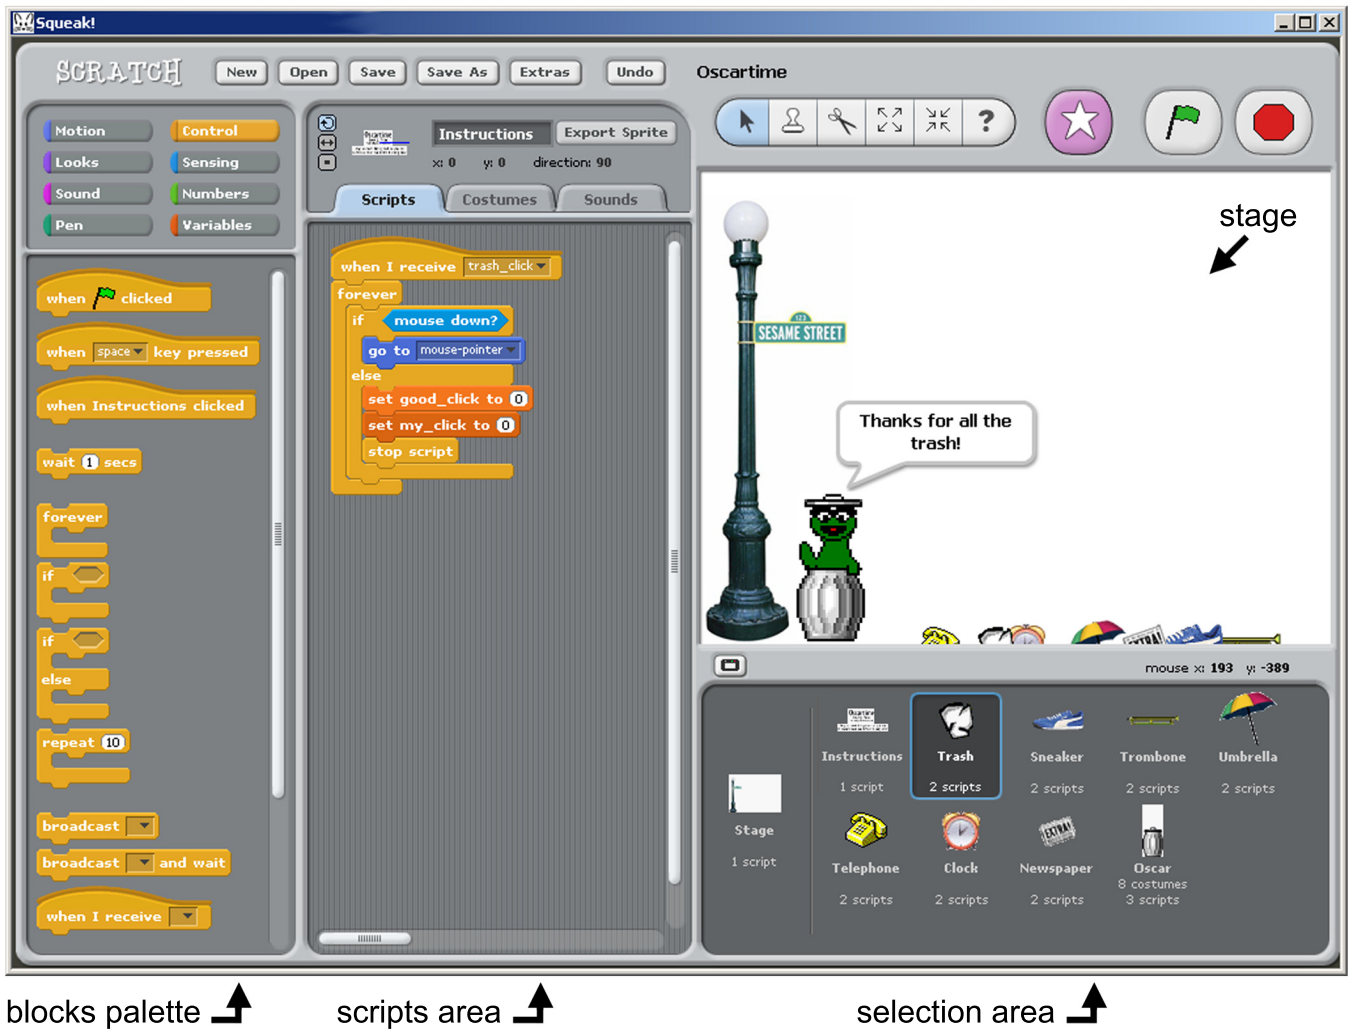 Squeak!
SCRATCH
New
Open
Save
Save As
Extras
Undo
Oscartime
?
Motion
Control
Looks
Sensing
Sound
Numbers
Pen
Variables
when clicked
when space key pressed
when Instructions clicked
wait 1 secs
forever
if
if
else
repeat 10
broadcast
broadcast and wait
when I receive
Instructions
Export Sprite
x: 0 y: 0 direction: 90
Scripts
Costumes
Sounds
when I receive trash_click
forever
if mouse down?
go to mouse-pointer
else
set good_click to 0
set my_click to 0
stop script
stage
123
SESAME STREET
Thanks for all the
trash!
EXTRA!
mouse x: 193 y: -389
Stage
1 script
Oscartime
Instructions
1 script
Trash
2 scripts
Sneaker
2 scripts
Trombone
2 scripts
Umbrella
2 scripts
Telephone
2 scripts
Clock
2 scripts
EXTRA!
Newspaper
2 scripts
Oscar
8 costumes
3 scripts
blocks palette
scripts area
selection area